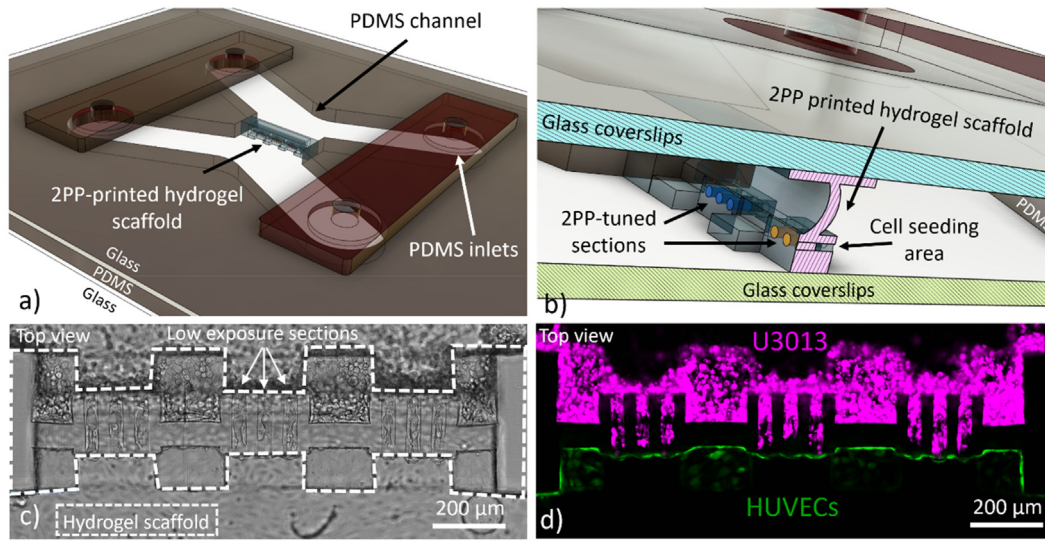 PDMS channel
2PP-printed hydrogel
scaffold
PDMS inlets
Glass
PDMS
Glass
a)
Glass coverslips
2PP printed hydrogel
scaffold
2PP-tuned
sections
Cell seeding
area
PDMS
Glass coverslips
b)
Top view
Low exposure sections
c)
Hydrogel scaffold
200 µm
Top view
U3013
HUVECs
d)
200 µm